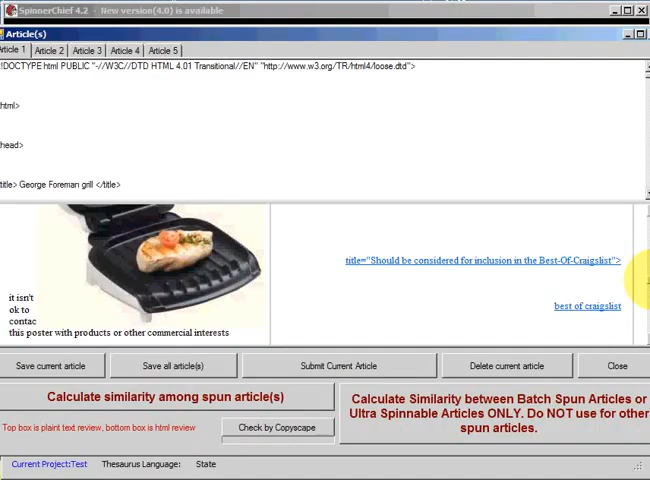 SpinnerChief 4.2 - New version(4.0) is available
Article(s)
Article 1 Article 2 Article 3 Article 4 Article 5
!DOCTYPE html PUBLIC "-//W3C//DTD HTML 4.01 Transitional//EN" "http://www.w3.org/TR/html4/loose.dtd">
html>
head>
title> George Foreman grill </title>
title="Should be considered for inclusion in the Best-Of-Craigslist">
it isn't
ok to
contac
this poster with products or other commercial interests
best of craigslist
Save current article Save all article(s) Submit Current Article Delete current article Close
Calculate similarity among spun article(s)
Calculate Similarity between Batch Spun Articles or
Ultra Spinnable Articles ONLY. Do NOT use for other
spun articles.
Top box is plaint text review, bottom box is html review
Check by Copyscape
Current Project:Test Thesaurus Language: State